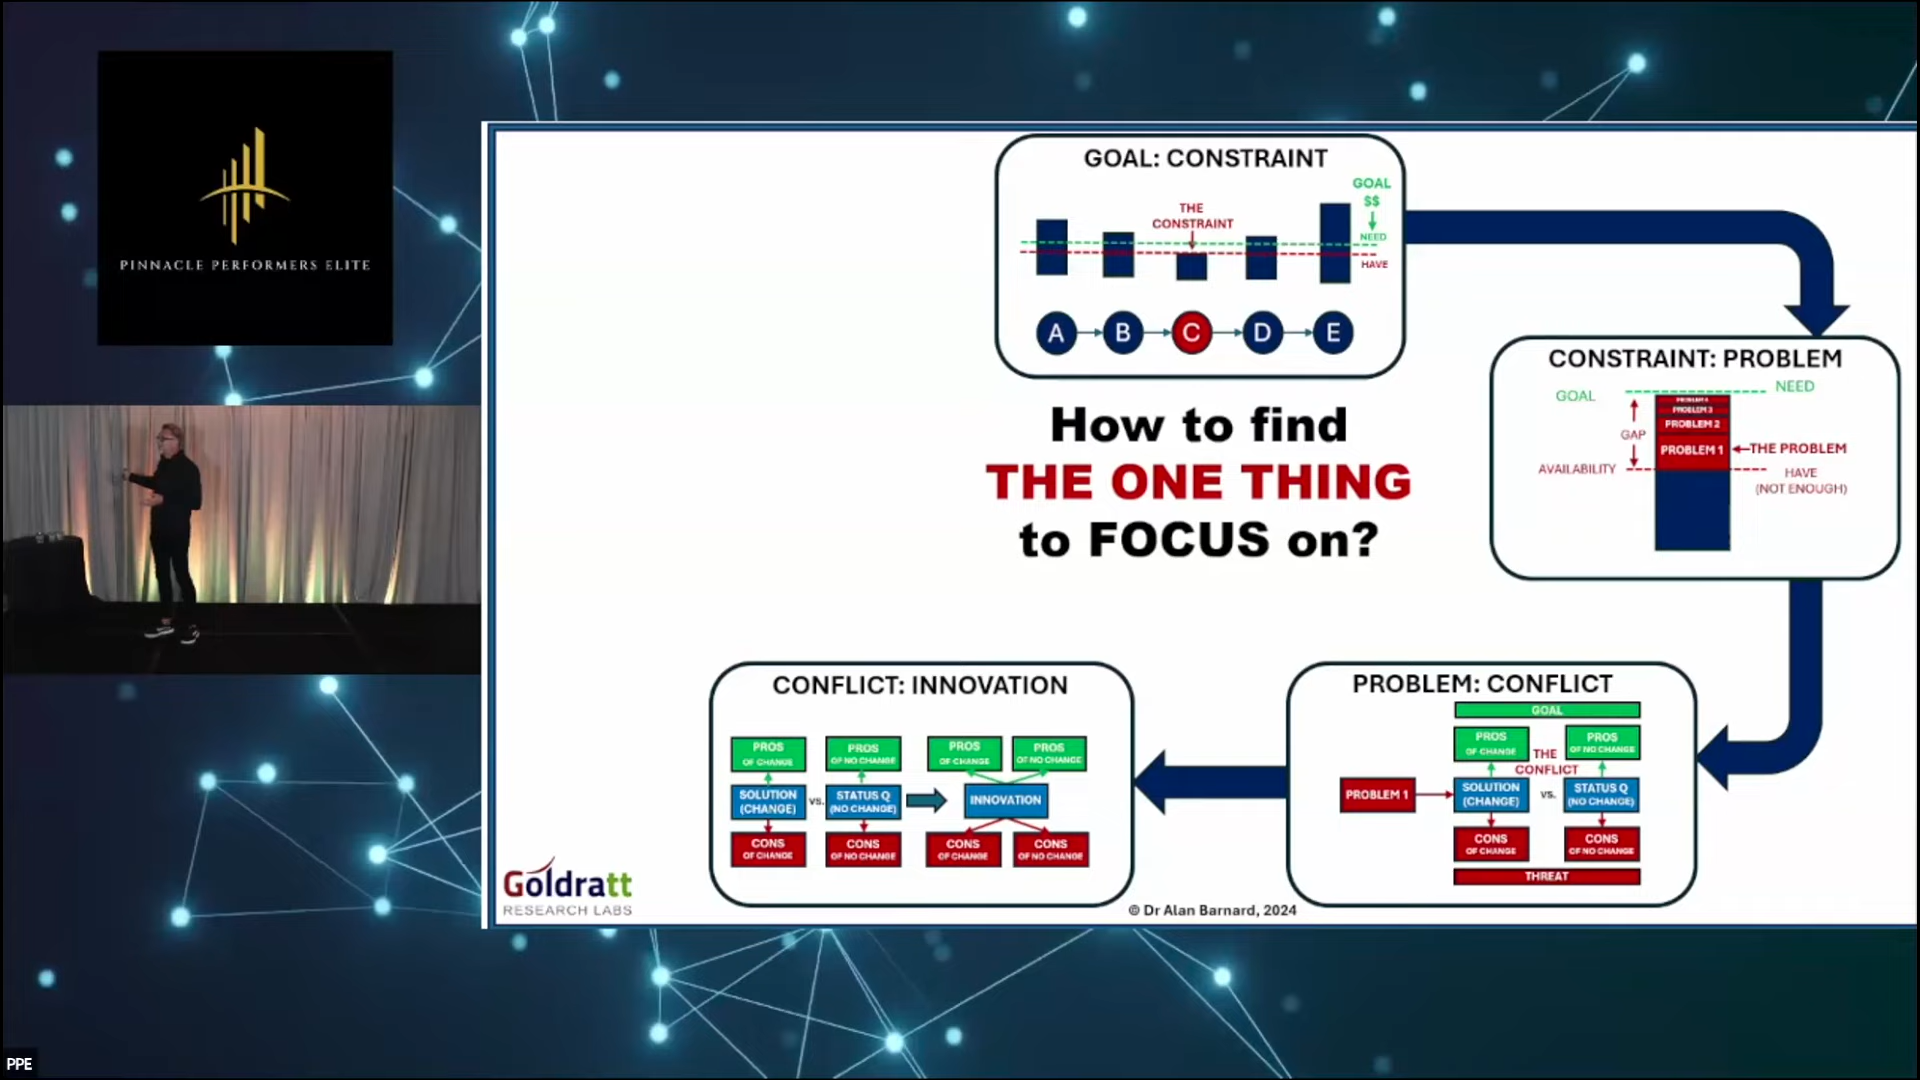 PINNACLE PERFORMERS ELITE
GOAL: CONSTRAINT
GOAL
$$
THE
CONSTRAINT
NEED
HAVE
A
B
C
D
E
CONSTRAINT: PROBLEM
GOAL
NEED
PROBLEM 4
PROBLEM 3
PROBLEM 2
GAP
PROBLEM 1
THE PROBLEM
AVAILABILITY
HAVE
(NOT ENOUGH)
How to find
THE ONE THING
to FOCUS on?
PROBLEM: CONFLICT
GOAL
PROS
OF CHANGE
PROS
OF NO CHANGE
THE
CONFLICT
PROBLEM 1
SOLUTION
(CHANGE)
VS.
STATUS Q
(NO CHANGE)
CONS
OF CHANGE
CONS
OF NO CHANGE
THREAT
CONFLICT: INNOVATION
PROS
OF CHANGE
PROS
OF NO CHANGE
PROS
OF CHANGE
PROS
OF NO CHANGE
SOLUTION
(CHANGE)
VS.
STATUS Q
(NO CHANGE)
INNOVATION
CONS
OF CHANGE
CONS
OF NO CHANGE
CONS
OF CHANGE
CONS
OF NO CHANGE
Goldratt
RESEARCH LABS
© Dr Alan Barnard, 2024
PPE